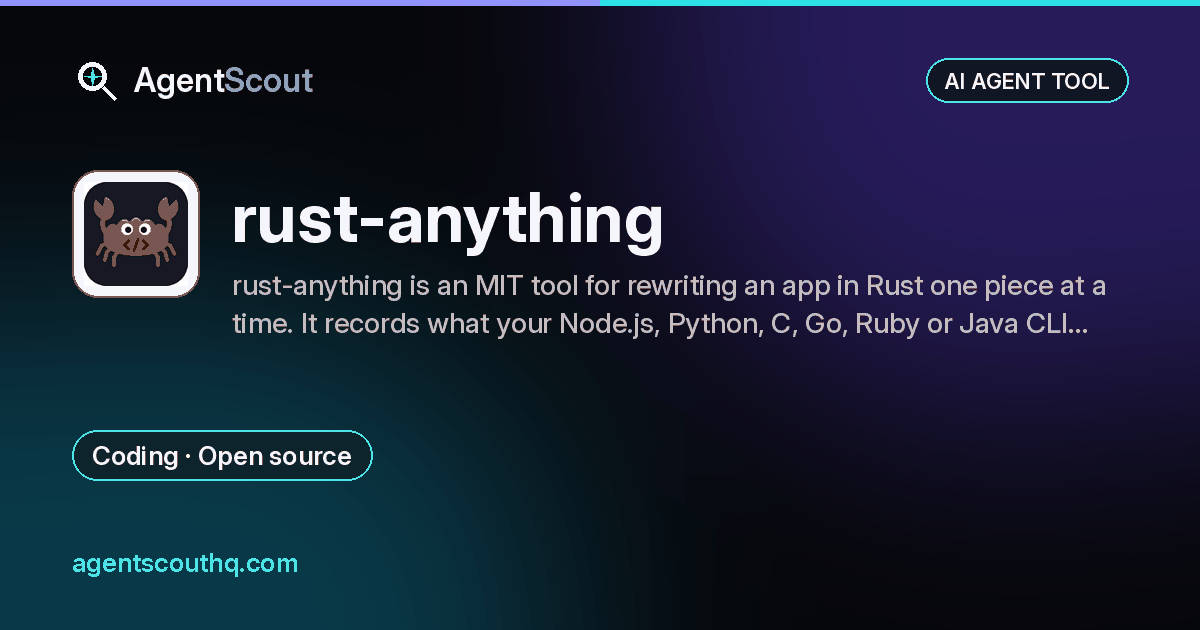 AgentScout
AI AGENT TOOL
rust-anything
rust-anything is an MIT tool for rewriting an app in Rust one piece at a
time. It records what your Node.js, Python, C, Go, Ruby or Java CLI...
Coding · Open source
agentscouthq.com